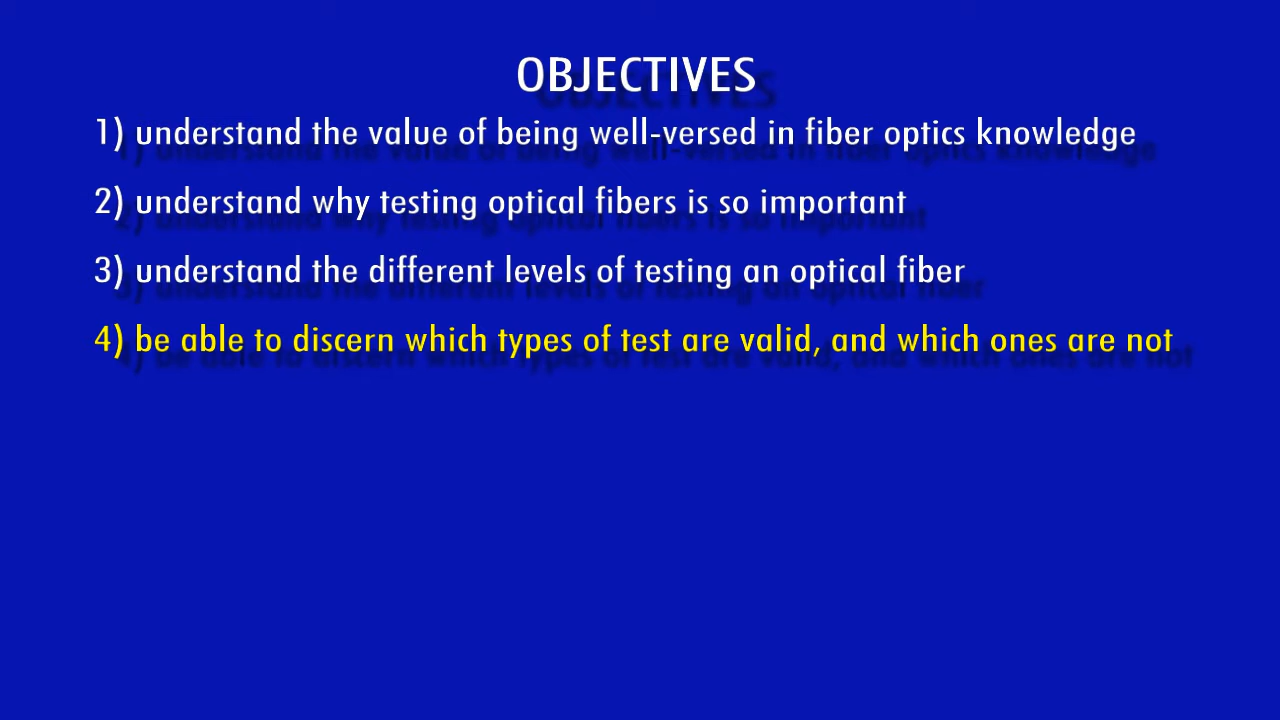 OBJECTIVES
1) understand the value of being well-versed in fiber optics knowledge
2) understand why testing optical fibers is so important
3) understand the different levels of testing an optical fiber
4) be able to discern which types of test are valid, and which ones are not